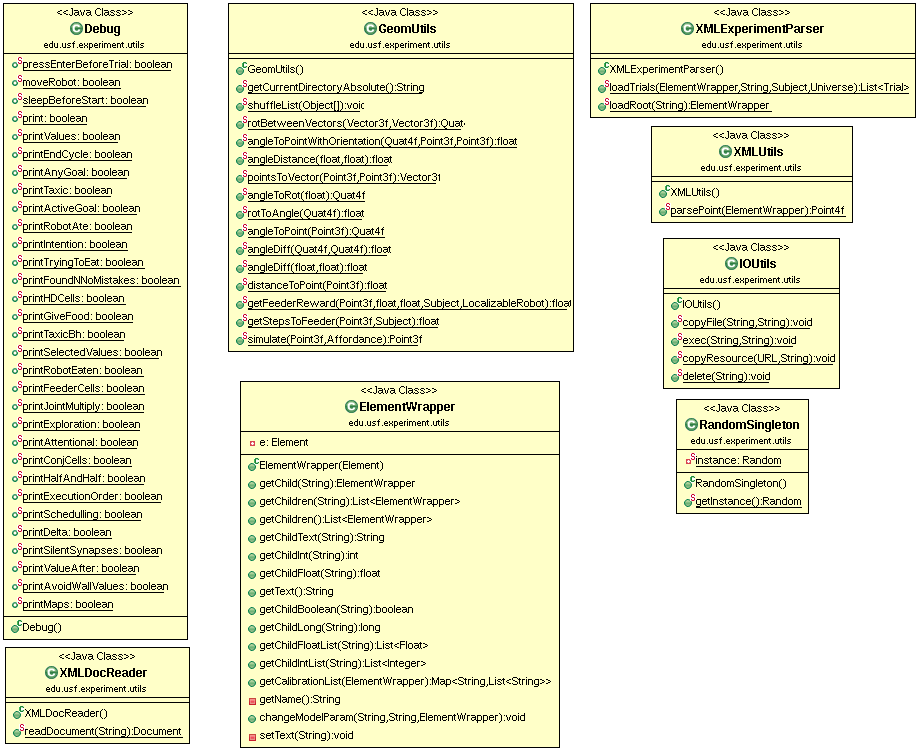 <<Java Class>>
Debug
edu.usf.experiment.utils
pressEnterBeforeTrial: boolean
moveRobot: boolean
sleepBeforeStart: boolean
print: boolean
printValues: boolean
printEndCycle: boolean
printAnyGoal: boolean
printTaxic: boolean
printActiveGoal: boolean
printRobotAte: boolean
printIntention: boolean
printTryingToEat: boolean
printFoundNNoMistakes: boolean
printHDCells: boolean
printGiveFood: boolean
printTaxicBh: boolean
printSelectedValues: boolean
printRobotEaten: boolean
printFeederCells: boolean
printJointMultiply: boolean
printExploration: boolean
printAttentional: boolean
printConjCells: boolean
printHalfAndHalf: boolean
printExecutionOrder: boolean
printSchedulling: boolean
printDelta: boolean
printSilentSynapses: boolean
printValueAfter: boolean
printAvoidWallValues: boolean
printMaps: boolean
Debug()
<<Java Class>>
XMLDocReader
edu.usf.experiment.utils
XMLDocReader()
readDocument(String):Document
<<Java Class>>
GeomUtils
edu.usf.experiment.utils
GeomUtils()
getCurrentDirectoryAbsolute():String
shuffleList(Object[]):void
rotBetweenVectors(Vector3f,Vector3f):Quat
angleToPointWithOrientation(Quat4f,Point3f,Point3f):float
angleDistance(float,float):float
pointsToVector(Point3f,Point3f):Vector3f
angleToRot(float):Quat4f
rotToAngle(Quat4f):float
angleToPoint(Point3f):Quat4f
angleDiff(Quat4f,Quat4f):float
angleDiff(float,float):float
distanceToPoint(Point3f):float
getFeederReward(Point3f,float,float,Subject,LocalizableRobot):float
getStepsToFeeder(Point3f,Subject):float
simulate(Point3f,Affordance):Point3f
<<Java Class>>
ElementWrapper
edu.usf.experiment.utils
e: Element
ElementWrapper(Element)
getChild(String):ElementWrapper
getChildren(String):List<ElementWrapper>
getChildren():List<ElementWrapper>
getChildText(String):String
getChildInt(String):int
getChildFloat(String):float
getText():String
getChildBoolean(String):boolean
getChildLong(String):long
getChildFloatList(String):List<Float>
getChildIntList(String):List<Integer>
getCalibrationList(ElementWrapper):Map<String,List<String>>
getName():String
changeModelParam(String,String,ElementWrapper):void
setText(String):void
<<Java Class>>
XMLExperimentParser
edu.usf.experiment.utils
XMLExperimentParser()
loadTrials(ElementWrapper,String,Subject,Universe):List<Trial>
loadRoot(String):ElementWrapper
<<Java Class>>
XMLUtils
edu.usf.experiment.utils
XMLUtils()
parsePoint(ElementWrapper):Point4f
<<Java Class>>
IOUtils
edu.usf.experiment.utils
IOUtils()
copyFile(String,String):void
exec(String,String):void
copyResource(URL,String):void
delete(String):void
<<Java Class>>
RandomSingleton
edu.usf.experiment.utils
instance: Random
RandomSingleton()
getInstance():Random